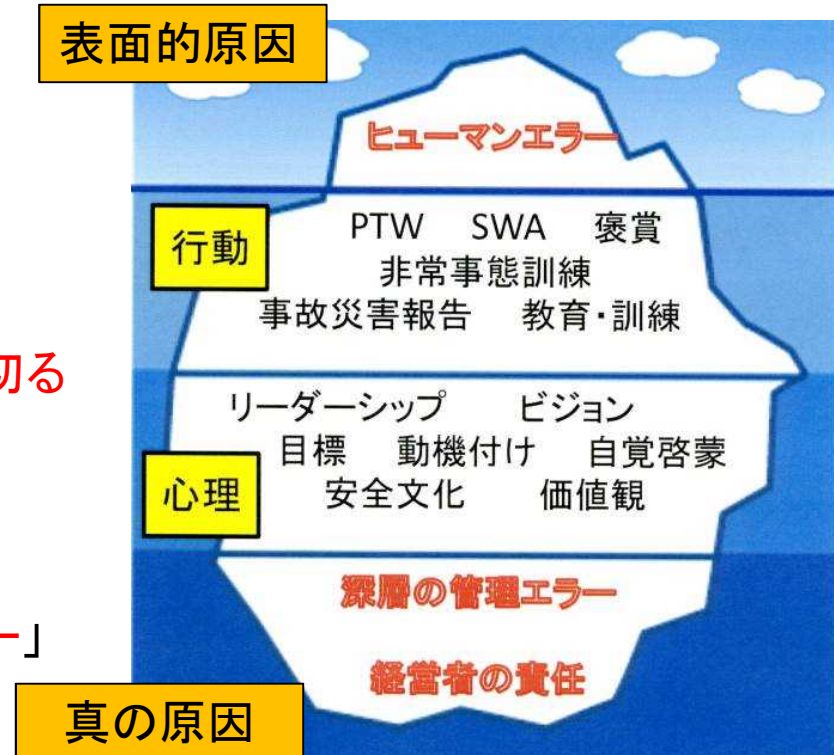 表面的原因
ヒューマンエラー
行動
PTW SWA 褒賞
非常事態訓練
事故災害報告 教育・訓練
切る
リーダーシップ ビジョン
目標 動機付け 自覚啓蒙
心理
安全文化 価値観
深層の管理エラー
ー」
経営者の責任
真の原因